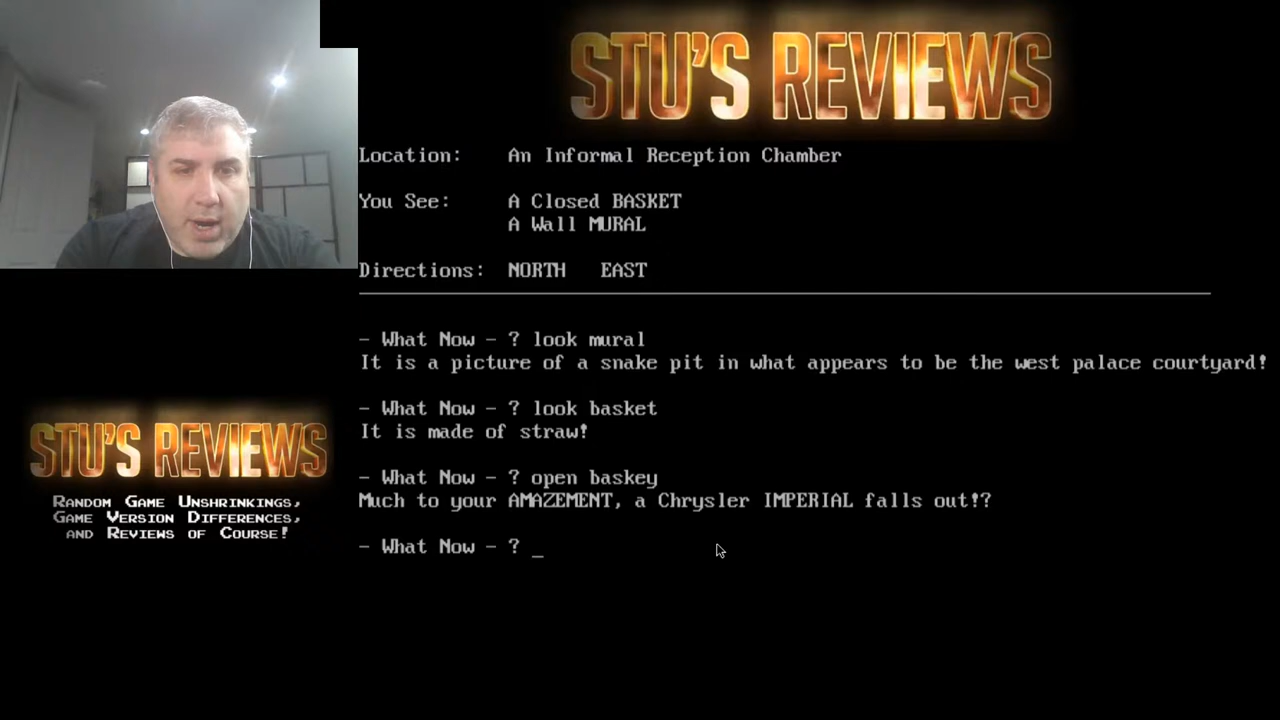 STU'S REVIEWS
Location: An Informal Reception Chamber
You See: A Closed BASKET
A Wall MURAL
Directions: NORTH EAST
- What Now - ? look mural
It is a picture of a snake pit in what appears to be the west palace courtyard!
- What Now - ? look basket
It is made of straw!
- What Now - ? open baskey
Much to your AMAZEMENT, a Chrysler IMPERIAL falls out!?
- What Now - ? _
STU'S REVIEWS
RANDOM GAME UNSHRINKINGS,
GAME VERSION DIFFERENCES,
AND REVIEWS OF COURSE!